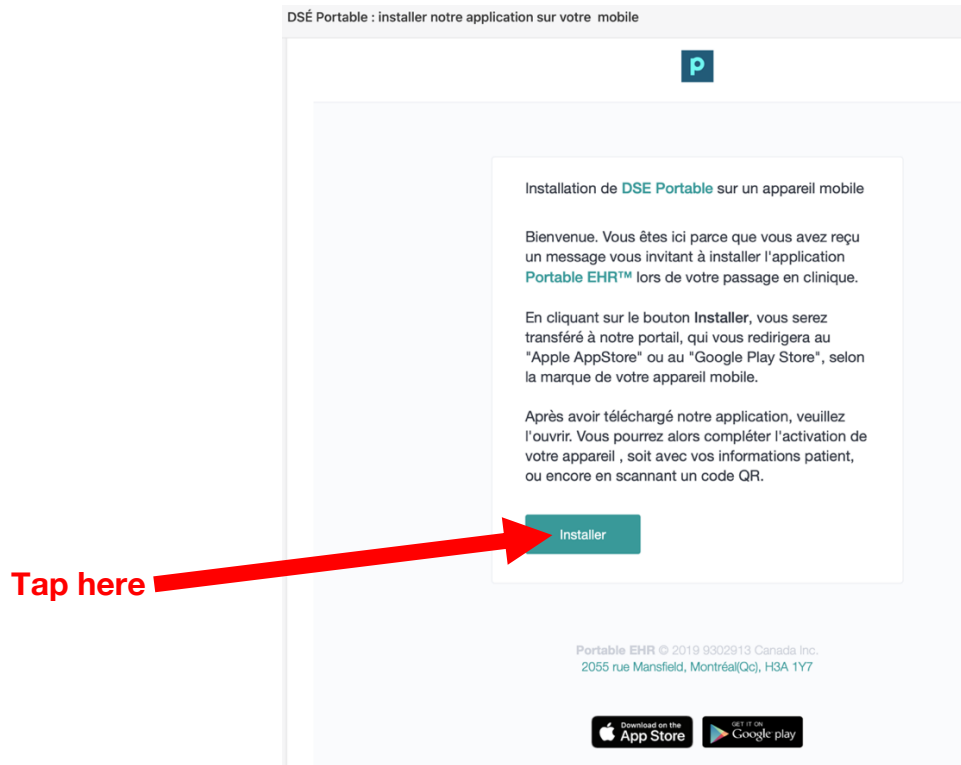 DSÉ Portable : installer notre application sur votre mobile
p
Installation de DSE Portable sur un appareil mobile
Bienvenue. Vous êtes ici parce que vous avez reçu
un message vous invitant à installer l'application
Portable EHR™ lors de votre passage en clinique.
En cliquant sur le bouton Installer, vous serez
transféré à notre portail, qui vous redirigera au
"Apple AppStore" ou au "Google Play Store", selon
la marque de votre appareil mobile.
Après avoir téléchargé notre application, veuillez
l'ouvrir. Vous pourrez alors compléter l'activation de
votre appareil , soit avec vos informations patient,
ou encore en scannant un code QR.
Installer
Tap here
Portable EHR © 2019 9302913 Canada Inc.
2055 rue Mansfield, Montréal(Qc), H3A 1Y7
Download on the
App Store
GET IT ON
Google play